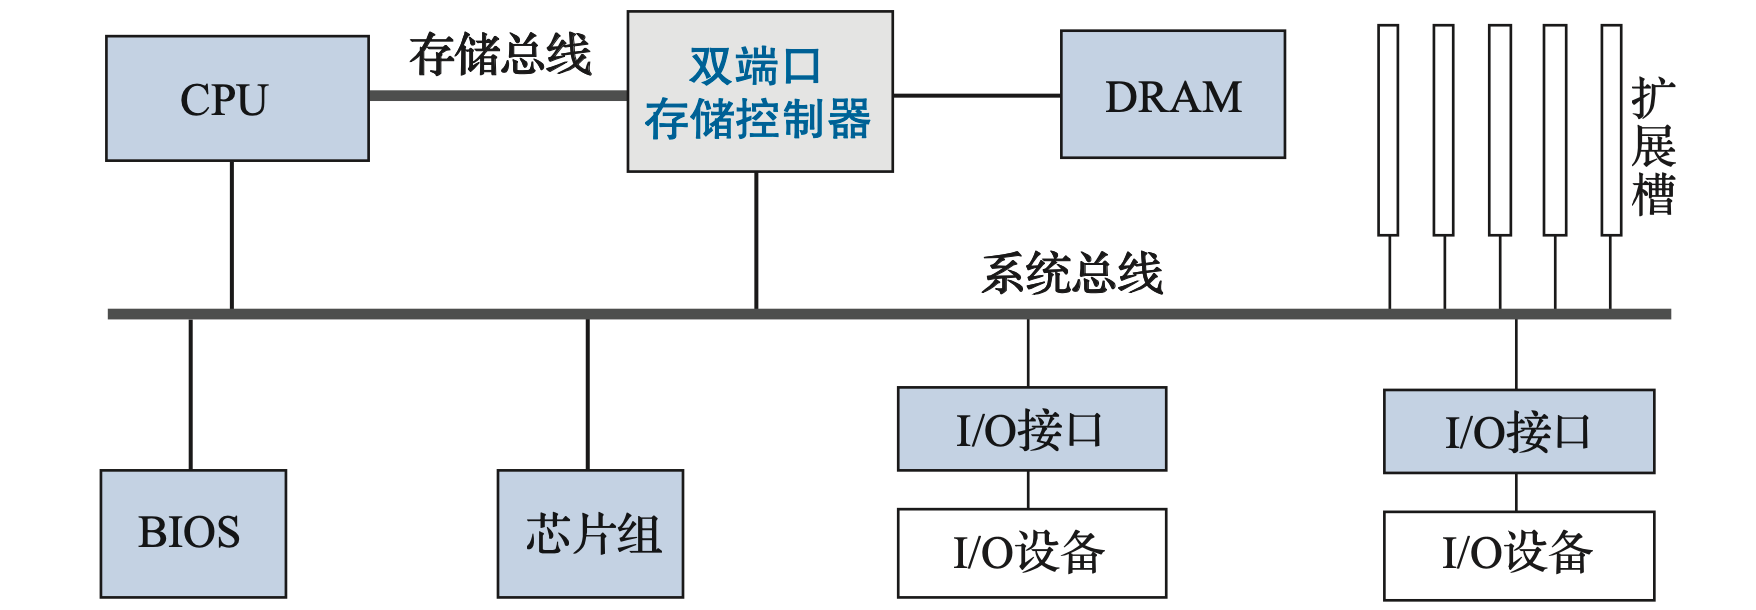 CPU
存储总线
双端口
存储控制器
DRAM
扩展槽
系统总线
BIOS
芯片组
I/O接口
I/O设备
I/O接口
I/O设备